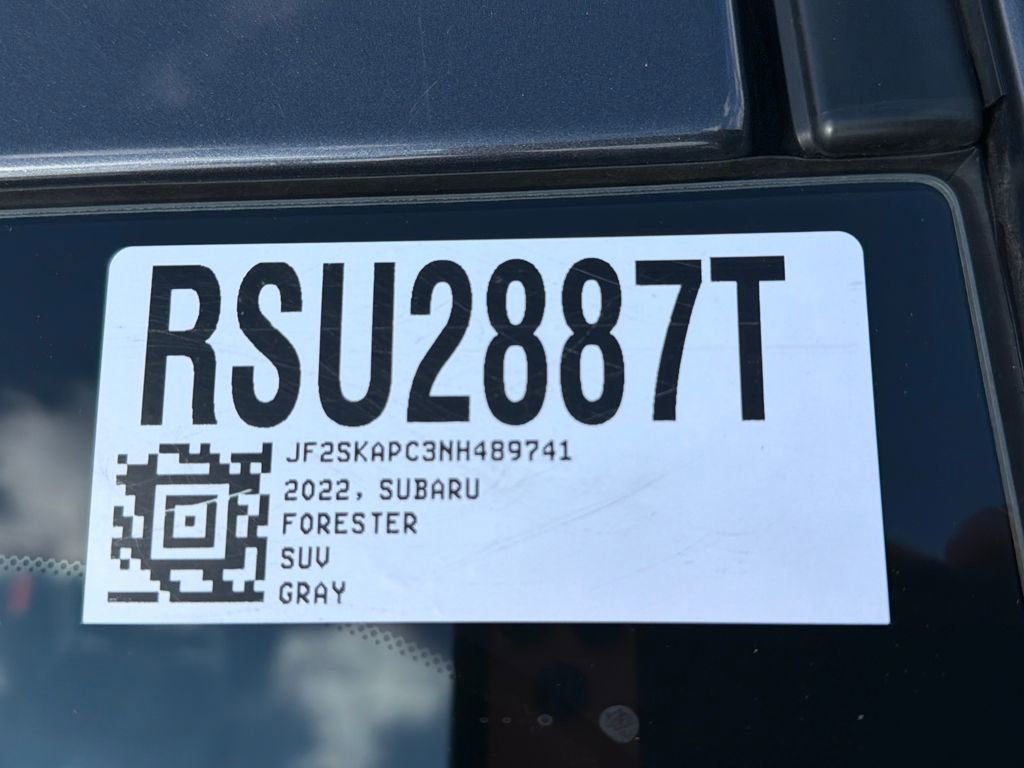 RSU2887T
JF2SKAPC3NH489741
2022, SUBARU
FORESTER
SUV
GRAY